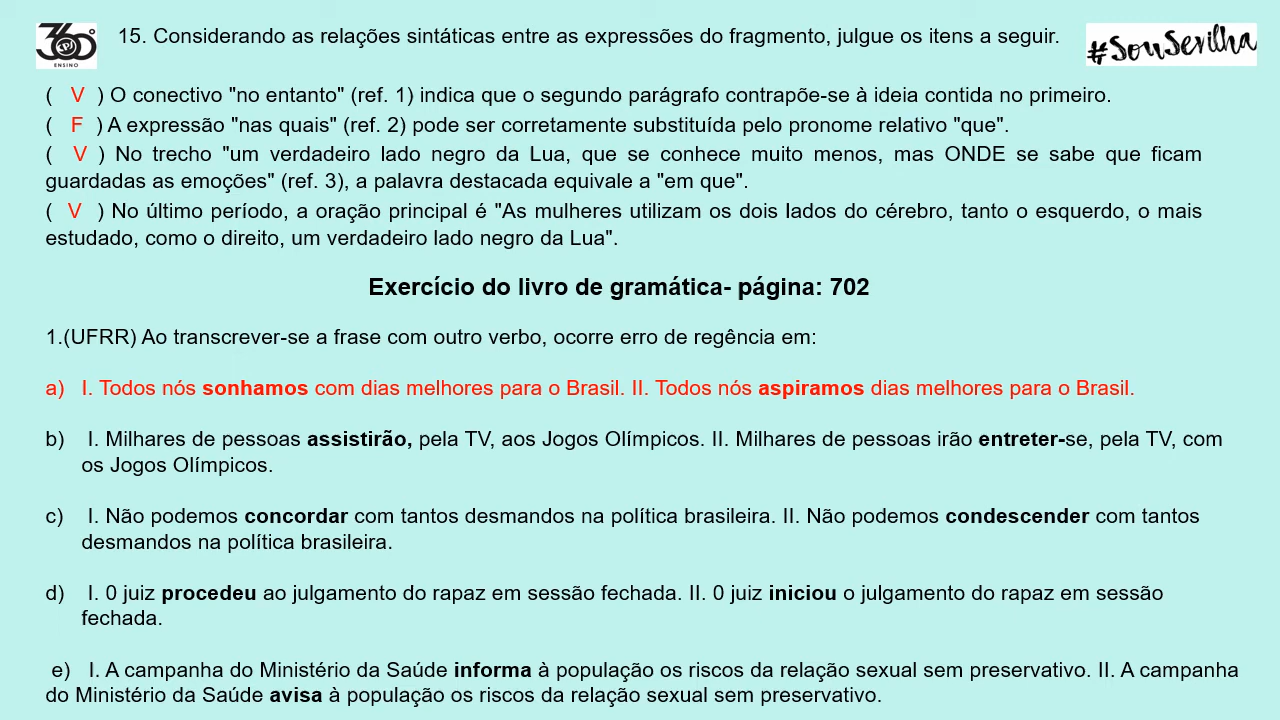 360°
ENSINO
15. Considerando as relações sintáticas entre as expressões do fragmento, julgue os itens a seguir.
#SouSevilha
( V ) O conectivo "no entanto" (ref. 1) indica que o segundo parágrafo contrapõe-se à ideia contida no primeiro.
( F ) A expressão "nas quais" (ref. 2) pode ser corretamente substituída pelo pronome relativo "que".
( V ) No trecho "um verdadeiro lado negro da Lua, que se conhece muito menos, mas ONDE se sabe que ficam
guardadas as emoções" (ref. 3), a palavra destacada equivale a "em que".
( V ) No último período, a oração principal é "As mulheres utilizam os dois lados do cérebro, tanto o esquerdo, o mais
estudado, como o direito, um verdadeiro lado negro da Lua".
Exercício do livro de gramática- página: 702
1.(UFRR) Ao transcrever-se a frase com outro verbo, ocorre erro de regência em:
a) I. Todos nós sonhamos com dias melhores para o Brasil. II. Todos nós aspiramos dias melhores para o Brasil.
b) I. Milhares de pessoas assistirão, pela TV, aos Jogos Olímpicos. II. Milhares de pessoas irão entreter-se, pela TV, com
os Jogos Olímpicos.
c) I. Não podemos concordar com tantos desmandos na política brasileira. II. Não podemos condescender com tantos
desmandos na política brasileira.
d) I. 0 juiz procedeu ao julgamento do rapaz em sessão fechada. II. 0 juiz iniciou o julgamento do rapaz em sessão
fechada.
e) I. A campanha do Ministério da Saúde informa à população os riscos da relação sexual sem preservativo. II. A campanha
do Ministério da Saúde avisa à população os riscos da relação sexual sem preservativo.